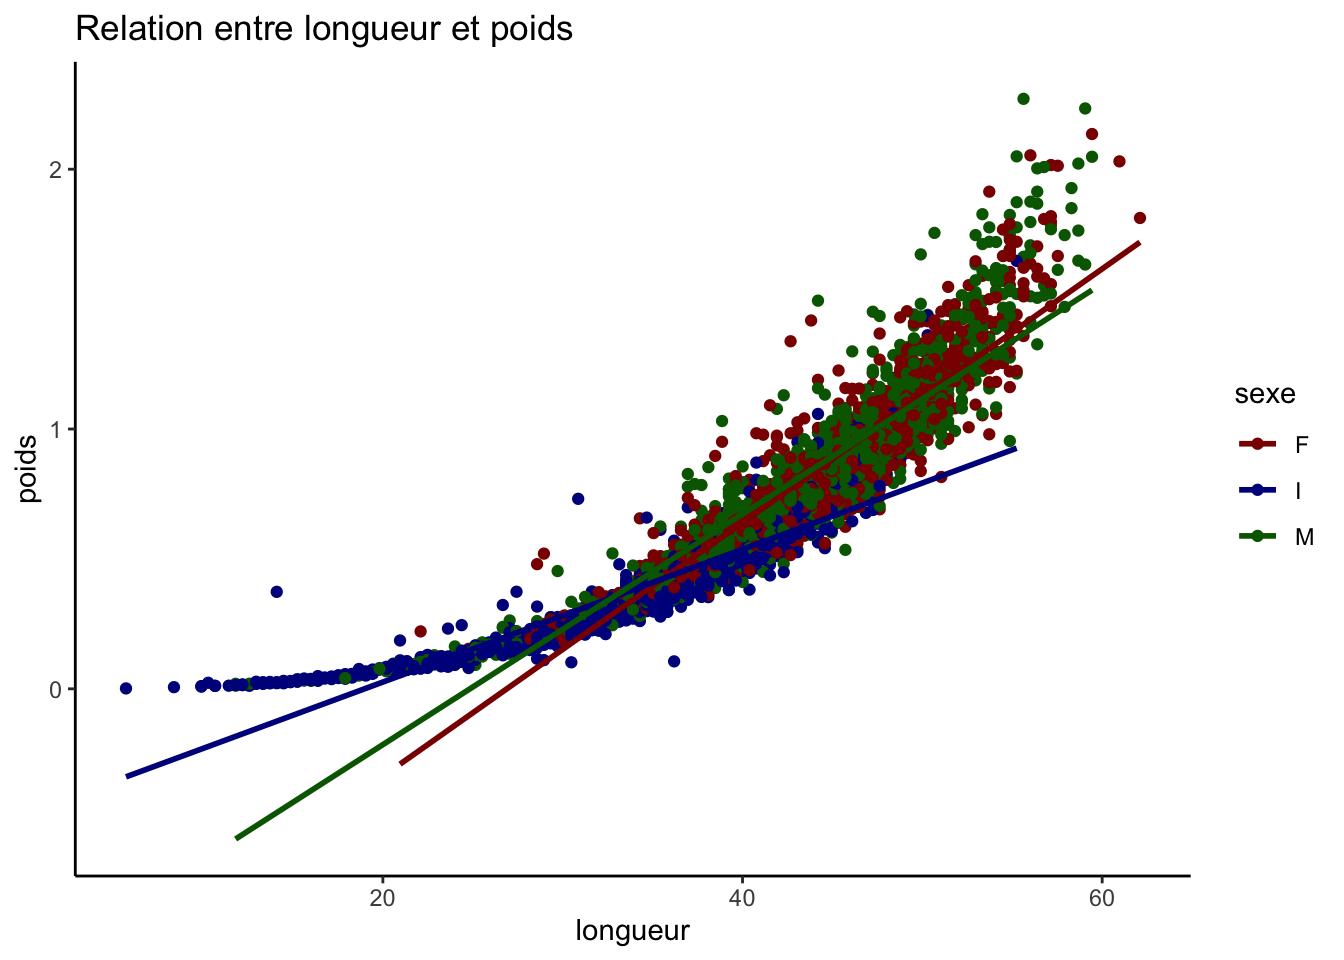 Relation entre longueur et poids
2
1
0
poids
20
40
60
longueur
sexe
F
I
M